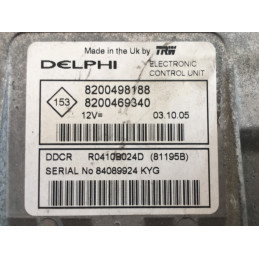 Made in the Uk by TRW
DELPHI ELECTRONIC CONTROL UNIT
153
8200498188
8200469340
12V= 03.10.05
DDCR R0410B024D (81195B)
SERIAL No 84089924 KYG